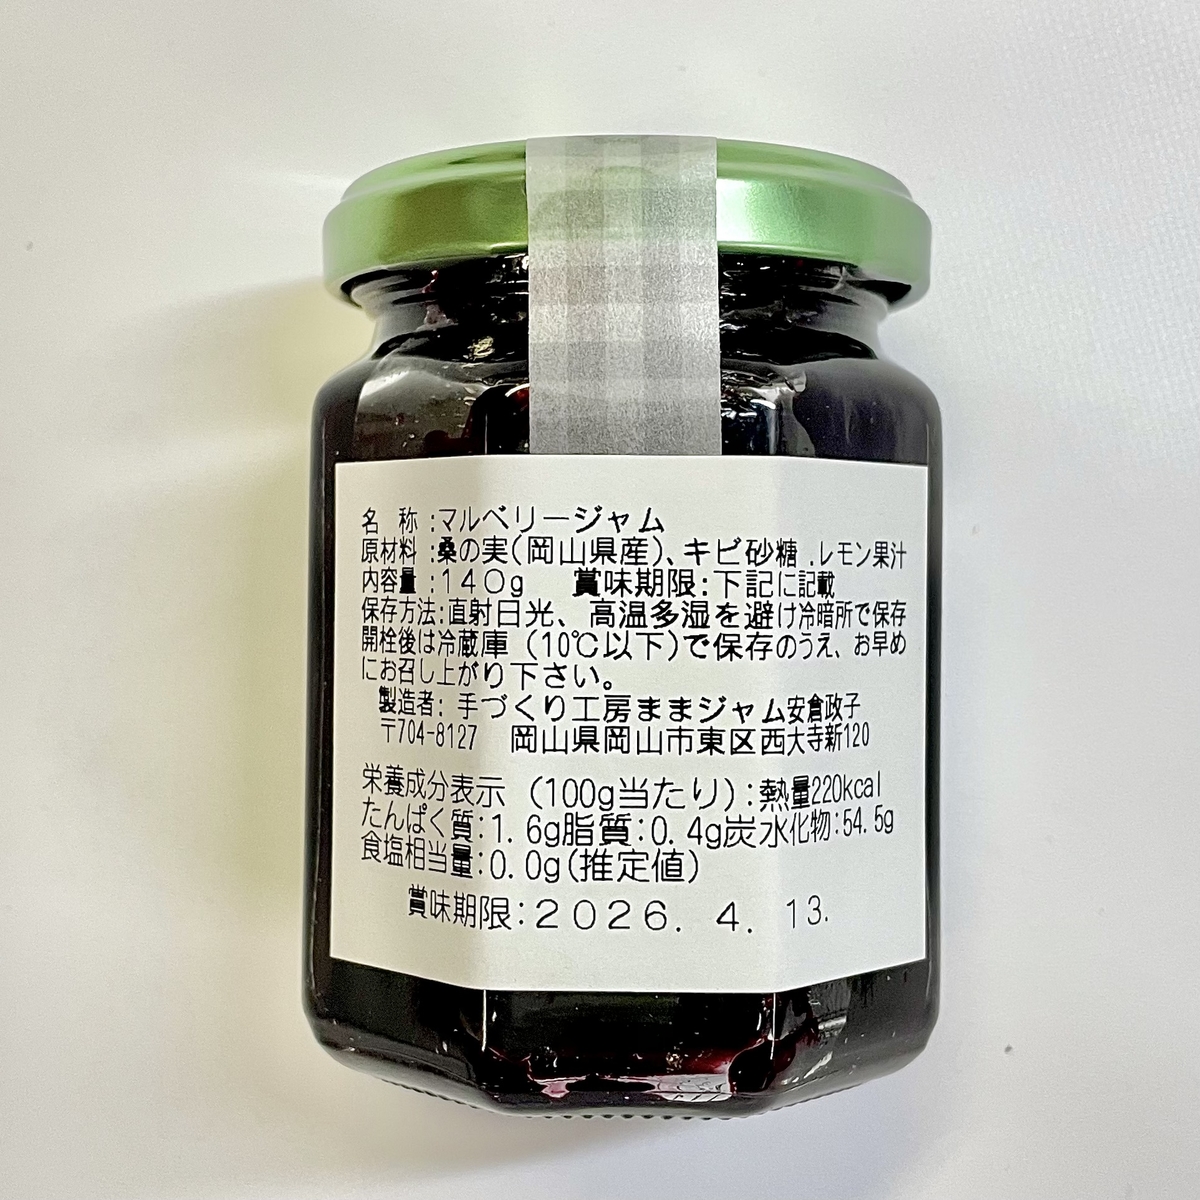 名 称:マルベリージャム
原材料:桑の実(岡山県産)、キビ砂糖 .レモン果汁
内容量:140g 賞味期限:下記に記載
保存方法:直射日光、高温多湿を避け冷暗所で保存
開栓後は冷蔵庫 (10℃以下)で保存のうえ、お早め
にお召し上がり下さい。
製造者: 手づくり工房ままジャム安倉政子
〒704-8127 岡山県岡山市東区西大寺新120
栄養成分表示 (100g当たり):熱量220kcal
たんぱく質:1.6g脂質:0.4g炭水化物:54.5g
食塩相当量:0.0g(推定値)
賞味期限:2026. 4. 13.